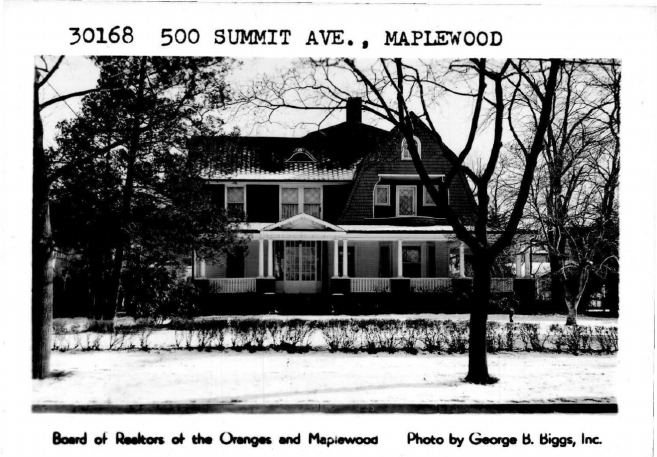 30168 500 SUMMIT AVE., MAPLEWOOD
Board of Realtors of the Oranges and Maplewood Photo by George B. Biggs, Inc.